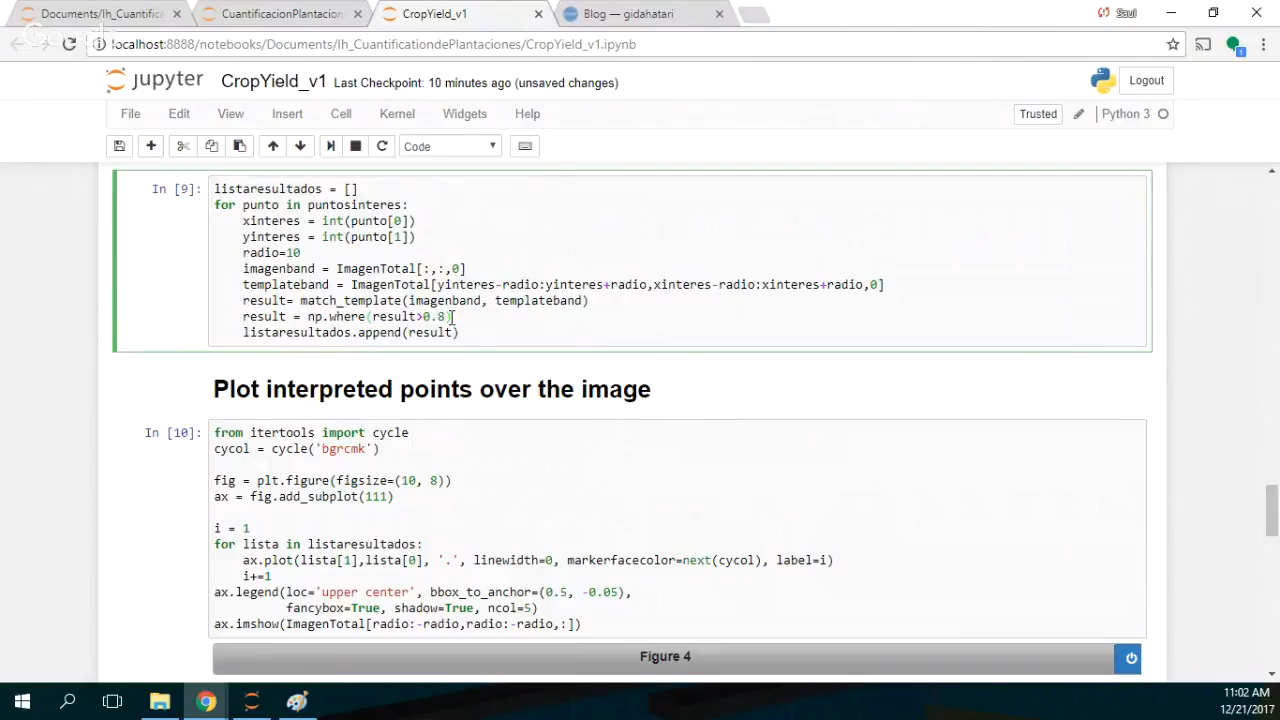 Documents/Ih_Cuantific
CuantificacionPlantacion
CropYield_v1
Blog — gidahatari
Saul
localhost:8888/notebooks/Documents/Ih_CuantificaciondePlantaciones/CropYield_v1.ipynb
jupyter CropYield_v1 Last Checkpoint: 10 minutes ago (unsaved changes)
Logout
File Edit View Insert Cell Kernel Widgets Help
Trusted Python 3
Code
In [9]:
listaresultados = []
for punto in puntosinteres:
    xinteres = int(punto[0])
    yinteres = int(punto[1])
    radio=10
    imagenband = ImagenTotal[:,:,0]
    templateband = ImagenTotal[yinteres-radio:yinteres+radio,xinteres-radio:xinteres+radio,0]
    result= match_template(imagenband, templateband)
    result = np.where(result>0.8)
    listaresultados.append(result)
Plot interpreted points over the image
In [10]:
from itertools import cycle
cycol = cycle('bgrcmk')
fig = plt.figure(figsize=(10, 8))
ax = fig.add_subplot(111)
i = 1
for lista in listaresultados:
    ax.plot(lista[1],lista[0], '.', linewidth=0, markerfacecolor=next(cycol), label=i)
    i+=1
ax.legend(loc='upper center', bbox_to_anchor=(0.5, -0.05),
          fancybox=True, shadow=True, ncol=5)
ax.imshow(ImagenTotal[radio:-radio,radio:-radio,:])
Figure 4
11:02 AM
12/21/2017